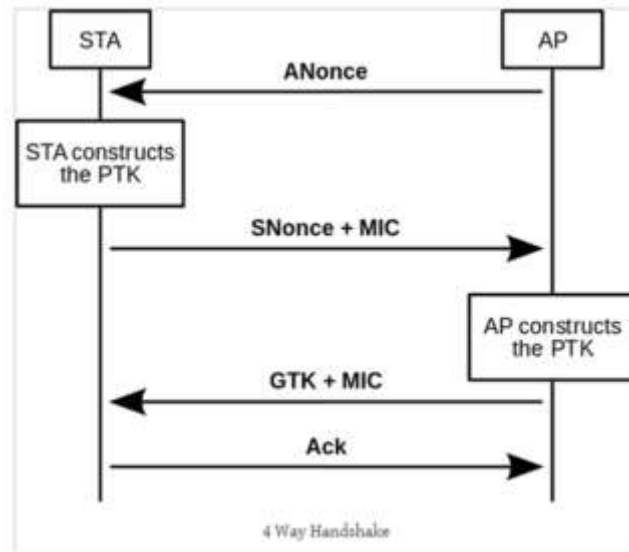 STA
AP
ANonce
STA constructs
the PTK
SNonce + MIC
AP constructs
the PTK
GTK + MIC
Ack
4 Way Handshake